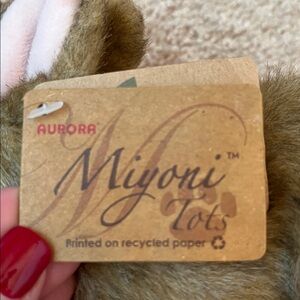 AURORA®
Miyoni™
Tots
Printed on recycled paper